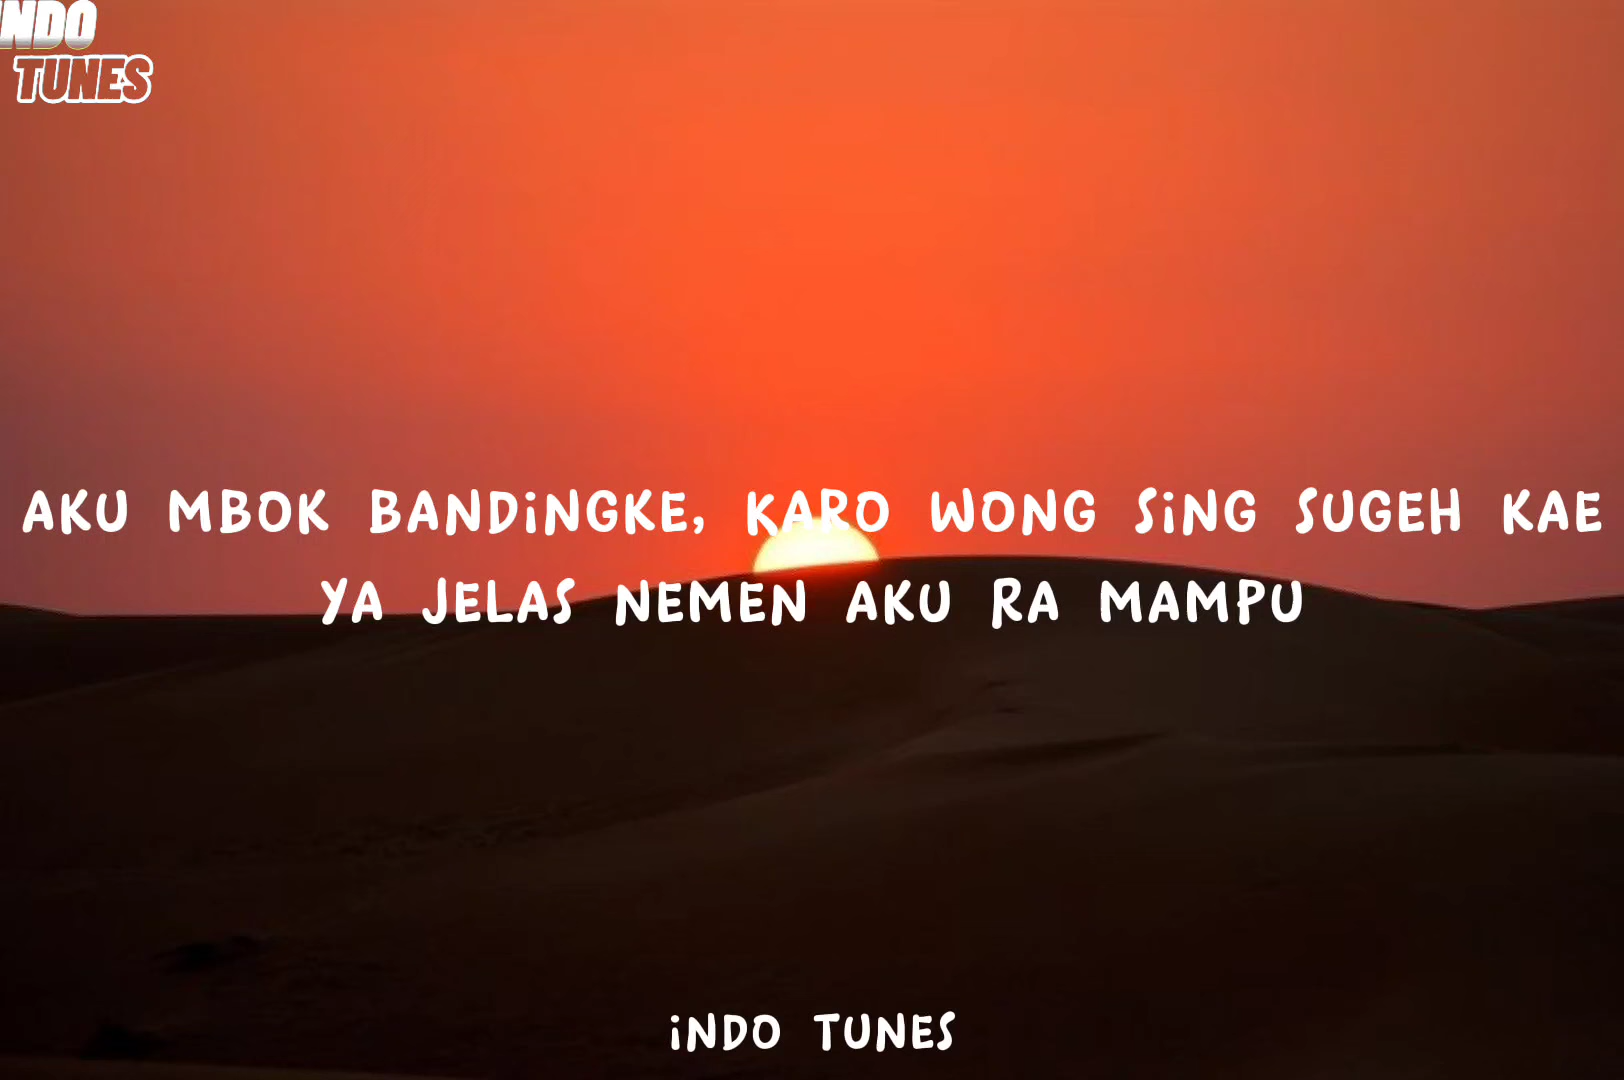 INDO
TUNES
AKU MBOK BANDiNGKE, KARO WONG SiNG SUGEH KAE
YA JELAS NEMEN AKU RA MAMPU
iNDO TUNES